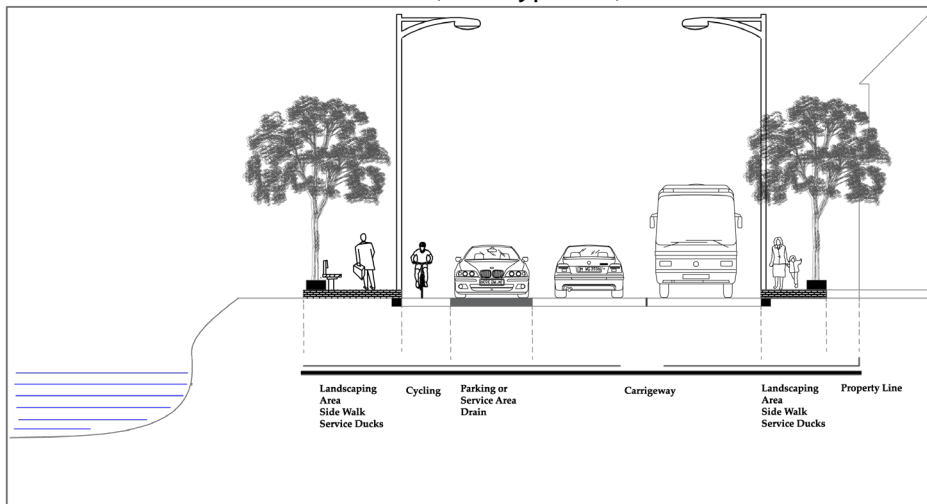 Landscaping
Area
Side Walk
Service Ducks
Cycling
Parking or
Service Area
Drain
Carrigeway
Landscaping
Area
Side Walk
Service Ducks
Property Line